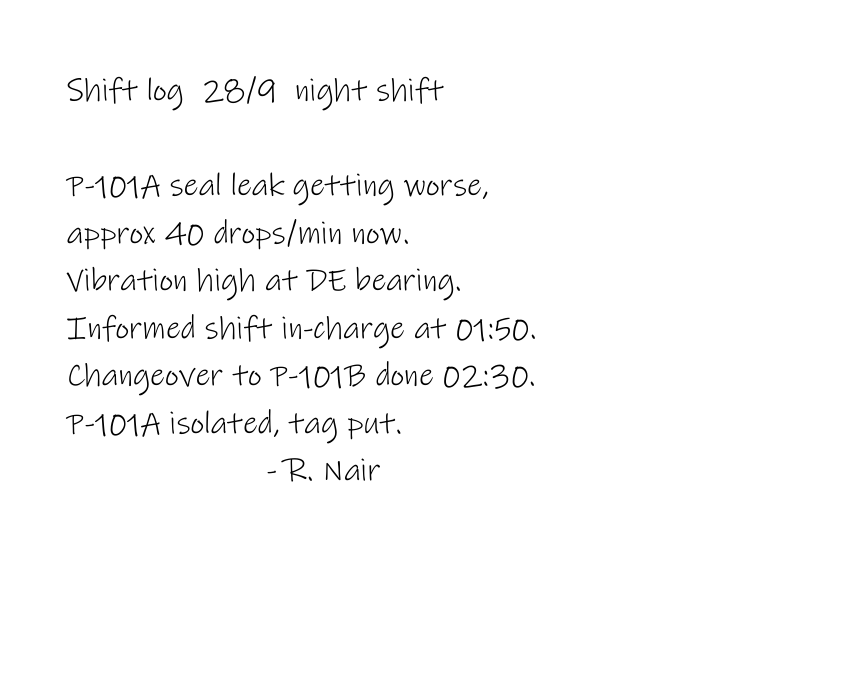 Shift log 28/9 night shift
P-101A seal leak getting worse,
approx 40 drops/min now.
Vibration high at DE bearing.
Informed shift in-charge at 01:50.
Changeover to P-101B done 02:30.
P-101A isolated, tag put.
- R. Nair